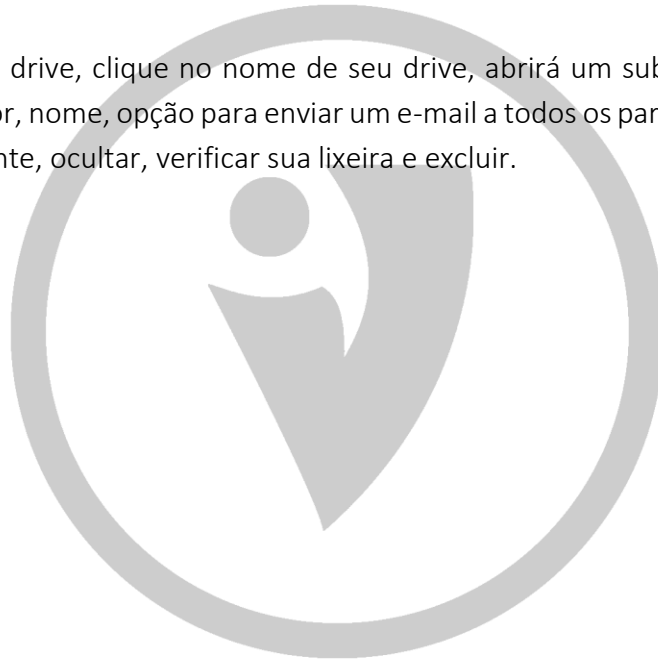 drive, clique no nome de seu drive, abrirá um sub
nome, opção para enviar um e-mail a todos os par
ocultar, verificar sua lixeira e excluir.